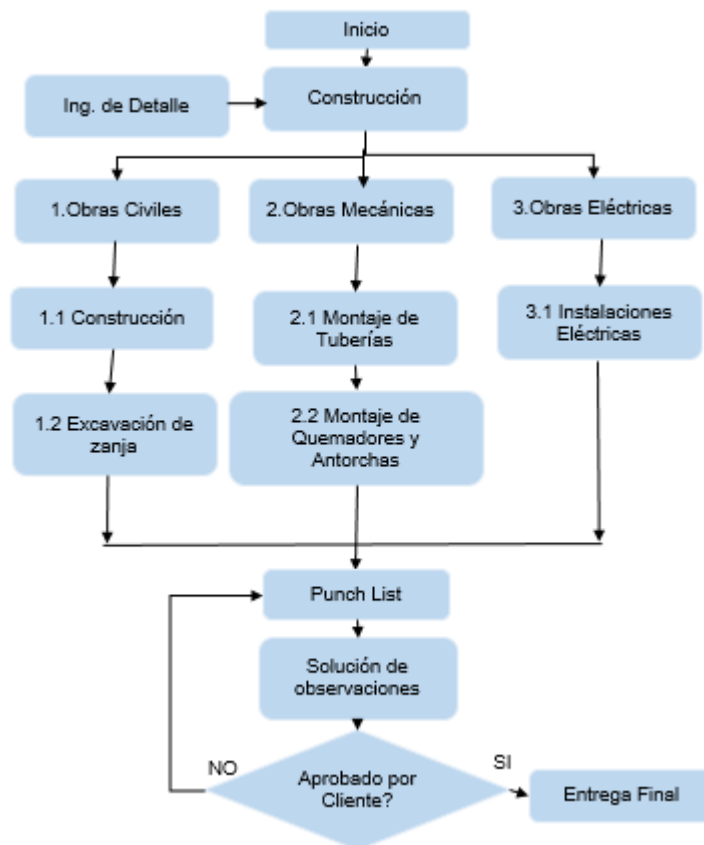 Inicio
Ing. de Detalle
Construcción
1.Obras Civiles
2.Obras Mecánicas
3.Obras Eléctricas
1.1 Construcción
2.1 Montaje de
Tuberías
3.1 Instalaciones
Eléctricas
1.2 Excavación de
zanja
2.2 Montaje de
Quemadores y
Antorchas
Punch List
Solución de
observaciones
NO
Aprobado por
Cliente?
SI
Entrega Final